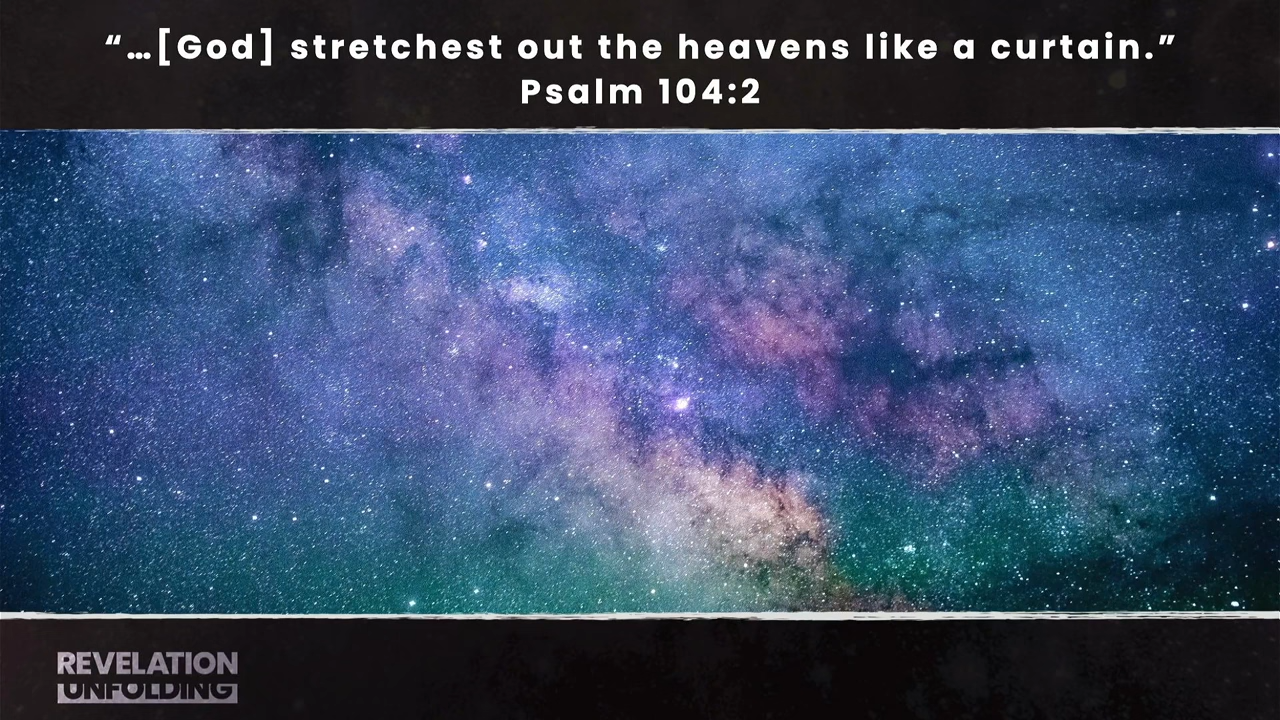 “…[God] stretchest out the heavens like a curtain.”
Psalm 104:2
REVELATION
UNFOLDING